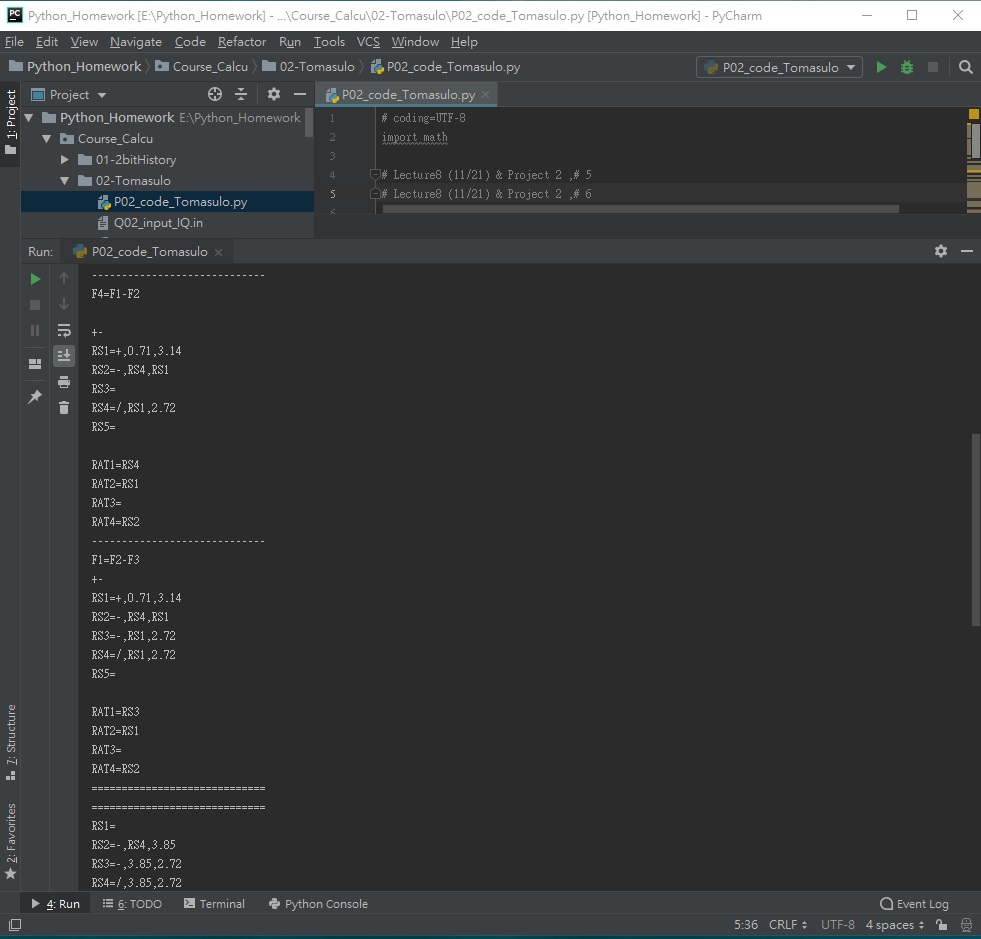 PC Python_Homework [E:\Python_Homework] - ...\Course_Calcu\02-Tomasulo\P02_code_Tomasulo.py [Python_Homework] - PyCharm
File Edit View Navigate Code Refactor Run Tools VCS Window Help
Python_Homework Course_Calcu 02-Tomasulo P02_code_Tomasulo.py P02_code_Tomasulo
1: Project
Project
P02_code_Tomasulo.py
Python_Homework E:\Python_Homework
Course_Calcu
01-2bitHistory
02-Tomasulo
P02_code_Tomasulo.py
Q02_input_IQ.in
1 # coding=UTF-8
2 import math
3
4 # Lecture8 (11/21) & Project 2 ,# 5
5 # Lecture8 (11/21) & Project 2 ,# 6
6
Run: P02_code_Tomasulo
-----------------------------
F4=F1-F2
+-
RS1=+,0.71,3.14
RS2=-,RS4,RS1
RS3=
RS4=/,RS1,2.72
RS5=
RAT1=RS4
RAT2=RS1
RAT3=
RAT4=RS2
-----------------------------
F1=F2-F3
+-
RS1=+,0.71,3.14
RS2=-,RS4,RS1
RS3=-,RS1,2.72
RS4=/,RS1,2.72
RS5=
RAT1=RS3
RAT2=RS1
RAT3=
RAT4=RS2
=============================
=============================
RS1=
RS2=-,RS4,3.85
RS3=-,3.85,2.72
RS4=/,3.85,2.72
7: Structure
2: Favorites
4: Run 6: TODO Terminal Python Console Event Log
5:36 CRLF UTF-8 4 spaces